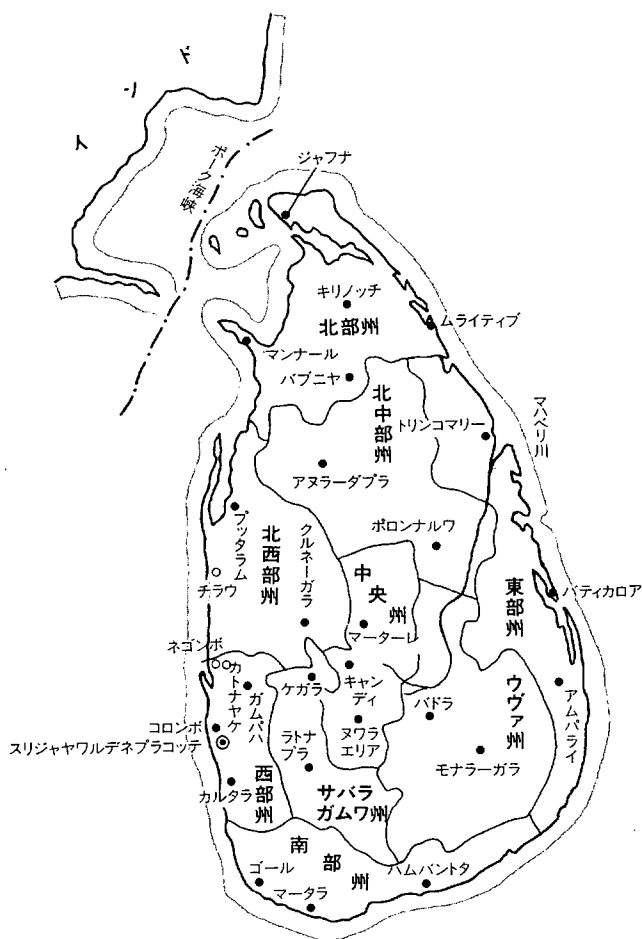 インド
ポーク海峡
ジャフナ
キリノッチ
北部州
ムライティブ
マンナール
バブニヤ
北中部州
トリンコマリー
マハベリ川
アヌラーダプラ
プッタラム
北西部州
クルネーガラ
ポロンナルワ
チラウ
中央州
東部州
バティカロア
マーターレ
ネゴンボ
カトナヤケ
ガムパハ
ケガラ
キャンディ
バドラ
ウヴァ州
アムパライ
コロンボ
スリジャヤワルデネプラコッテ
ラトナプラ
ヌワラエリア
モナラーガラ
カルタラ
西部州
サバラガムワ州
南部州
ゴール
マータラ
ハムバントタ